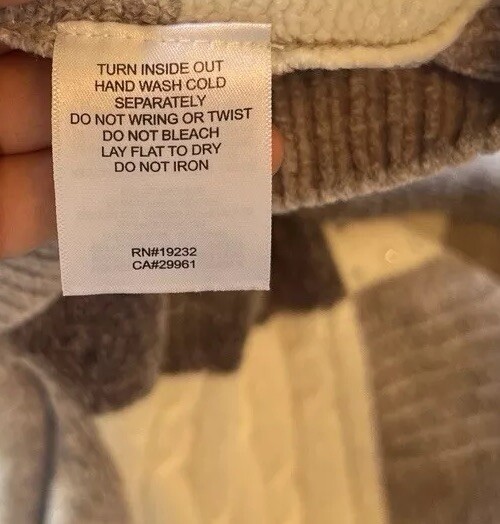 TURN INSIDE OUT
HAND WASH COLD
SEPARATELY
DO NOT WRING OR TWIST
DO NOT BLEACH
LAY FLAT TO DRY
DO NOT IRON
RN#19232
CA#29961